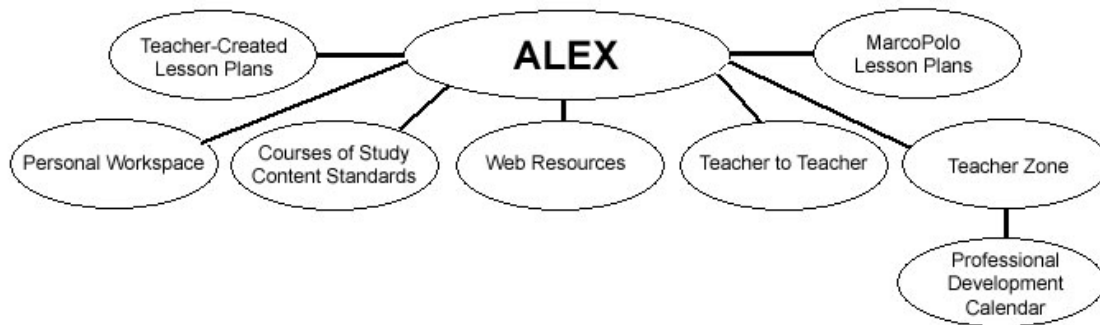 Teacher-Created
Lesson Plans
ALEX
MarcoPolo
Lesson Plans
Personal Workspace
Courses of Study
Content Standards
Web Resources
Teacher to Teacher
Teacher Zone
Professional
Development
Calendar